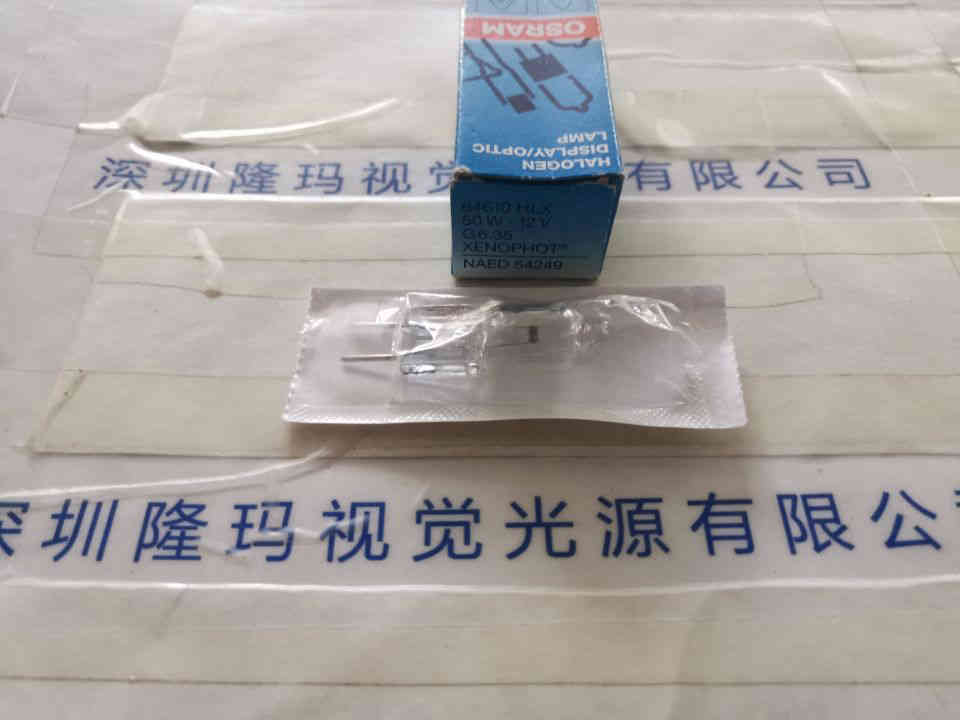 OSRAM
HALOGEN
DISPLAY/OPTIC
LAMP
深圳隆玛视觉有限公司
64610 HLX
50 W - 12 V
G6.35
XENOPHOT®
NAED 54249
深圳隆玛视觉光源有限公司